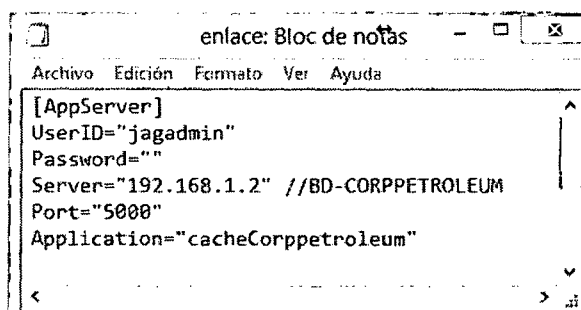 enlace: Bloc de notas
Archivo Edición Formato Ver Ayuda
[AppServer]
UserID="jagadmin"
Password=""
Server="192.168.1.2" //BD-CORPPETROLEUM
Port="5000"
Application="cacheCorppetroleum"